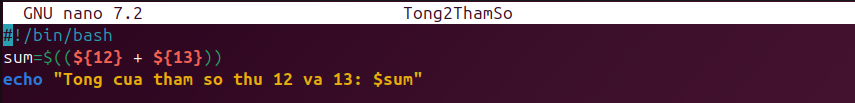 GNU nano 7.2 Tong2ThamSo
#!/bin/bash
sum=$((${12} + ${13}))
echo "Tong cua tham so thu 12 va 13: $sum"